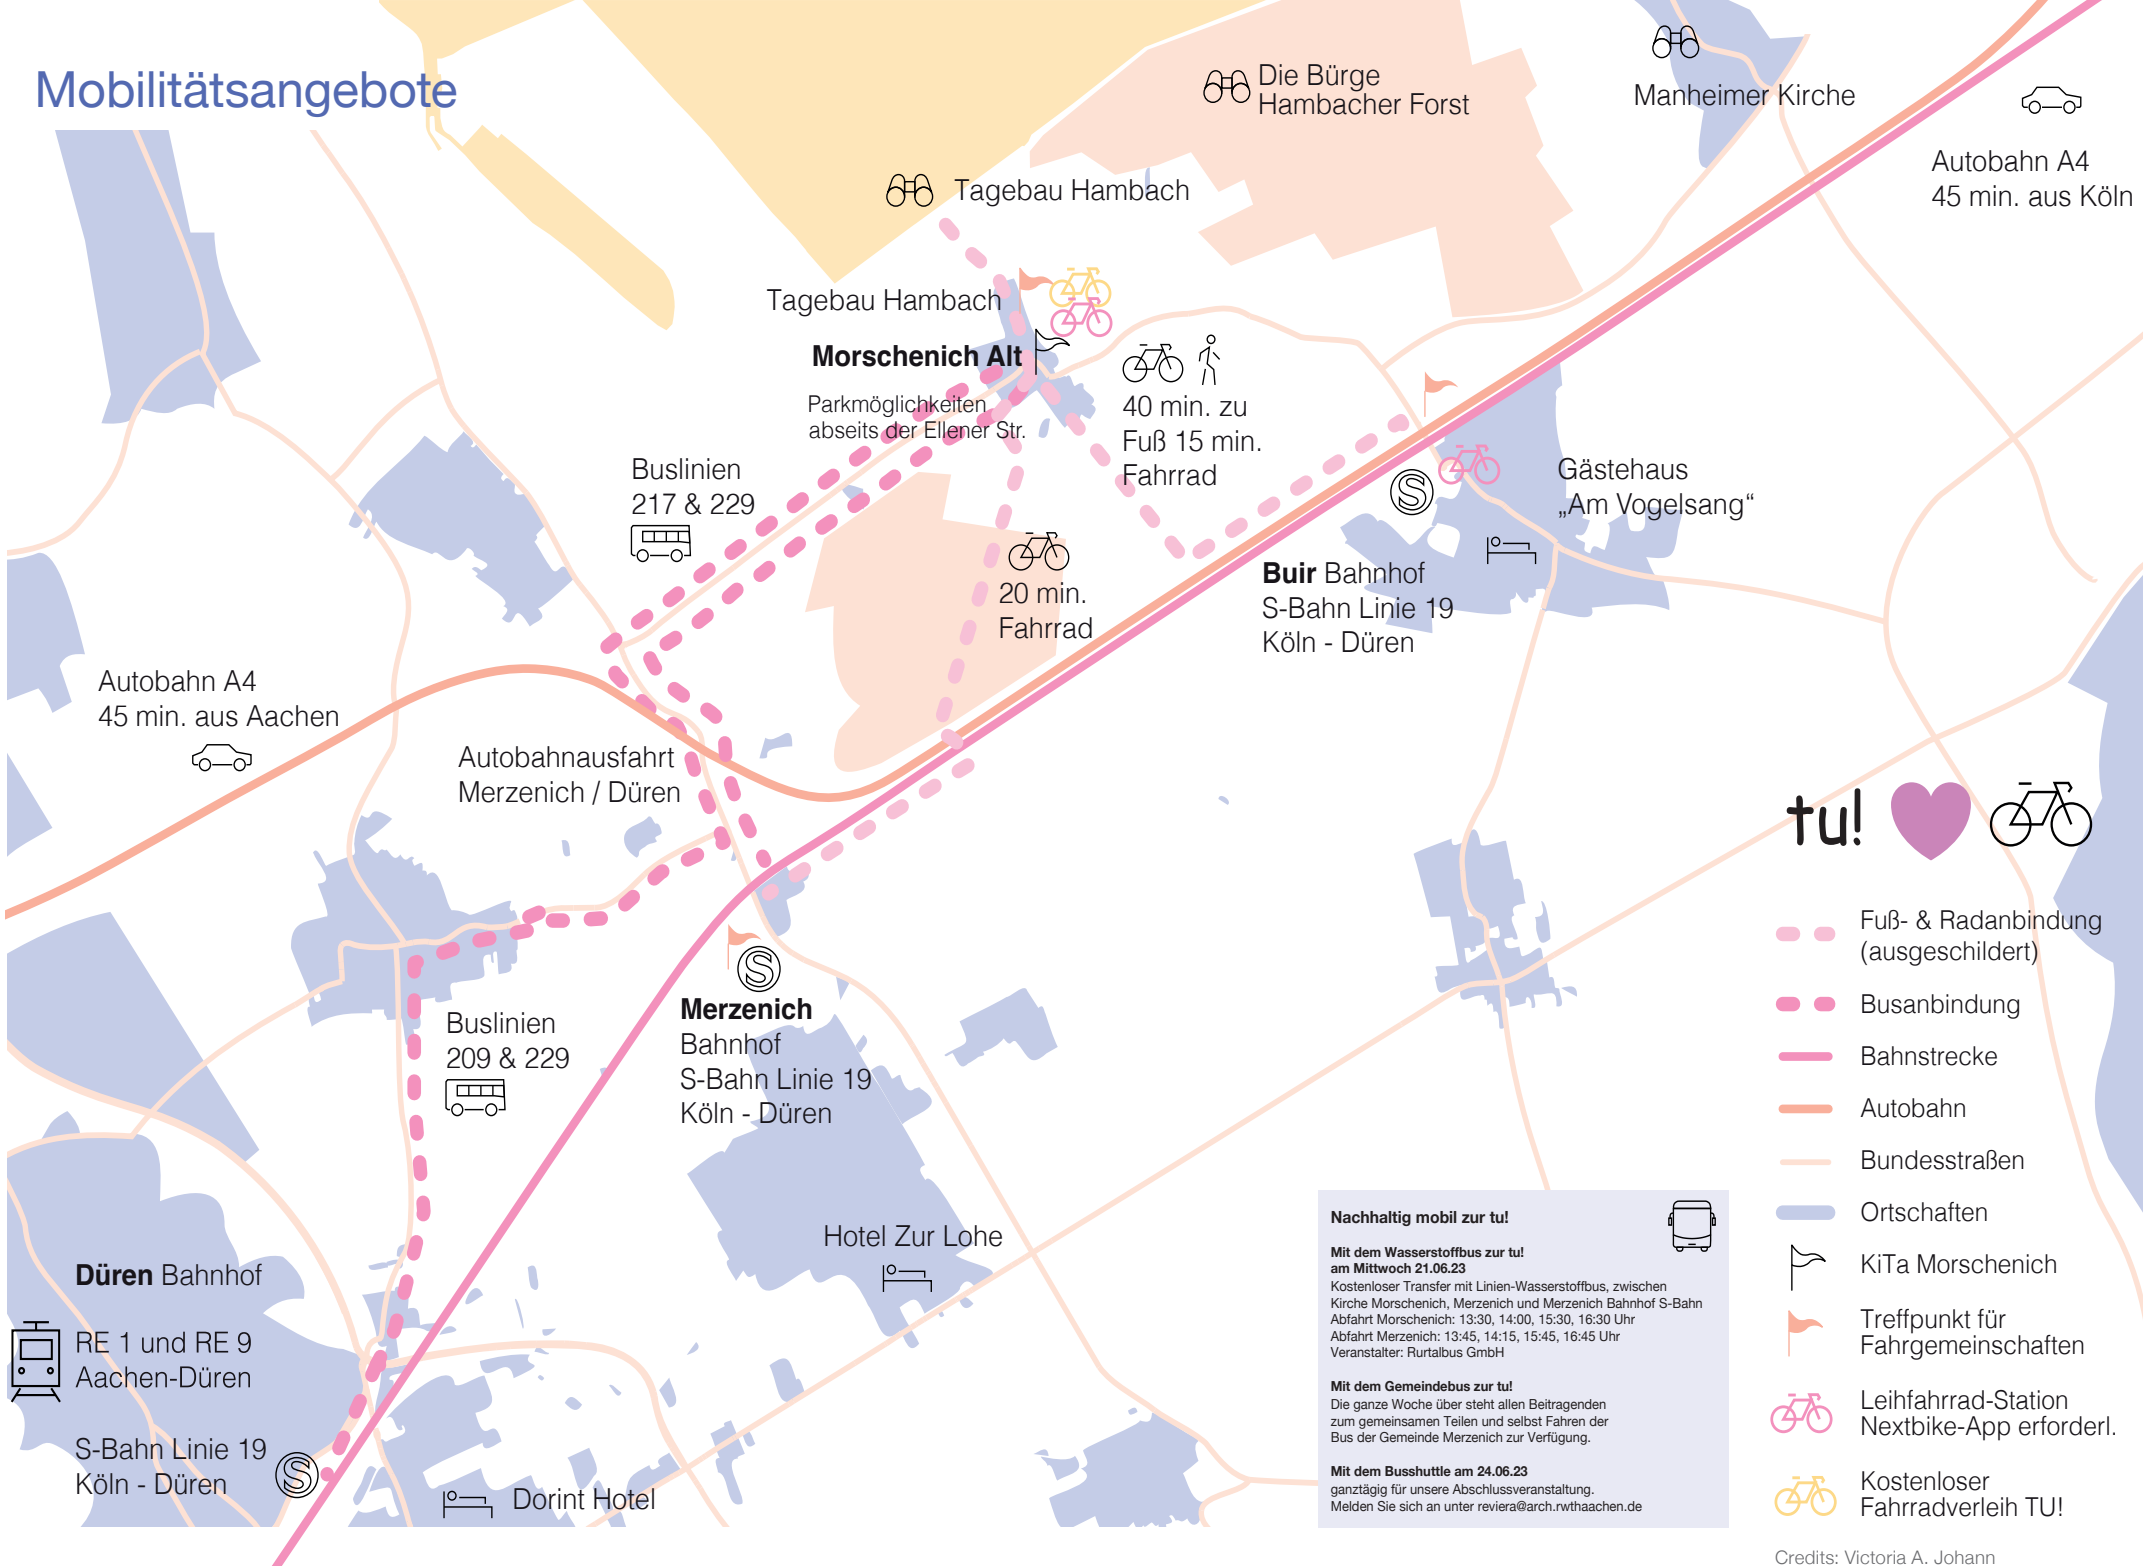 Mobilitätsangebote
Die Bürge
Hambacher Forst
Manheimer Kirche
Autobahn A4
45 min. aus Köln
Tagebau Hambach
Tagebau Hambach
Morschenich Alt
Parkmöglichkeiten
abseits der Ellener Str.
40 min. zu
Fuß 15 min.
Fahrrad
Buslinien
217 & 229
Gästehaus
„Am Vogelsang“
S
20 min.
Fahrrad
Buir Bahnhof
S-Bahn Linie 19
Köln - Düren
Autobahn A4
45 min. aus Aachen
Autobahnausfahrt
Merzenich / Düren
S
Merzenich
Bahnhof
S-Bahn Linie 19
Köln - Düren
Buslinien
209 & 229
Hotel Zur Lohe
Düren Bahnhof
RE 1 und RE 9
Aachen-Düren
S-Bahn Linie 19
Köln - Düren
S
Dorint Hotel
Nachhaltig mobil zur tu!
Mit dem Wasserstoffbus zur tu!
am Mittwoch 21.06.23
Kostenloser Transfer mit Linien-Wasserstoffbus, zwischen
Kirche Morschenich, Merzenich und Merzenich Bahnhof S-Bahn
Abfahrt Morschenich: 13:30, 14:00, 15:30, 16:30 Uhr
Abfahrt Merzenich: 13:45, 14:15, 15:45, 16:45 Uhr
Veranstalter: Rurtalbus GmbH
Mit dem Gemeindebus zur tu!
Die ganze Woche über steht allen Beitragenden
zum gemeinsamen Teilen und selbst Fahren der
Bus der Gemeinde Merzenich zur Verfügung.
Mit dem Busshuttle am 24.06.23
ganztägig für unsere Abschlussveranstaltung.
Melden Sie sich an unter reviera@arch.rwthaachen.de
tu!
Fuß- & Radanbindung
(ausgeschildert)
Busanbindung
Bahnstrecke
Autobahn
Bundesstraßen
Ortschaften
KiTa Morschenich
Treffpunkt für
Fahrgemeinschaften
Leihfahrrad-Station
Nextbike-App erforderl.
Kostenloser
Fahrradverleih TU!
Credits: Victoria A. Johann